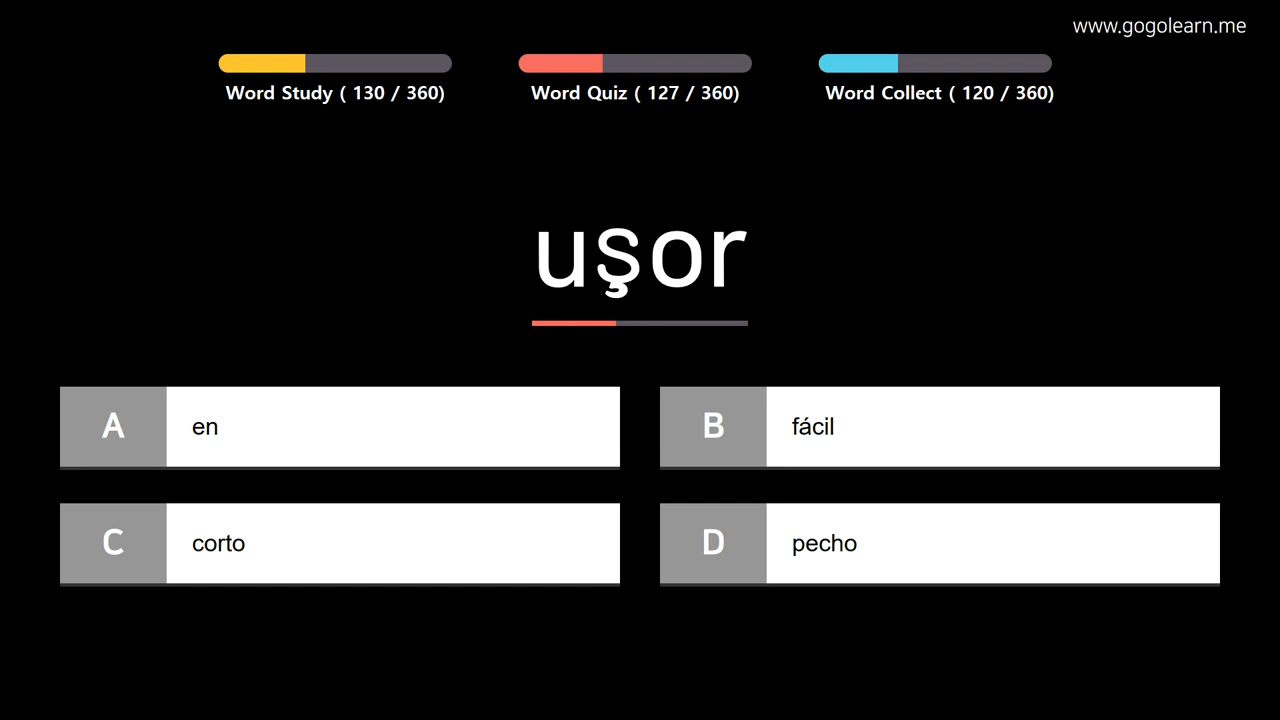 www.gogolearn.me
Word Study ( 130 / 360)
Word Quiz ( 127 / 360)
Word Collect ( 120 / 360)
uşor
A en
B fácil
C corto
D pecho